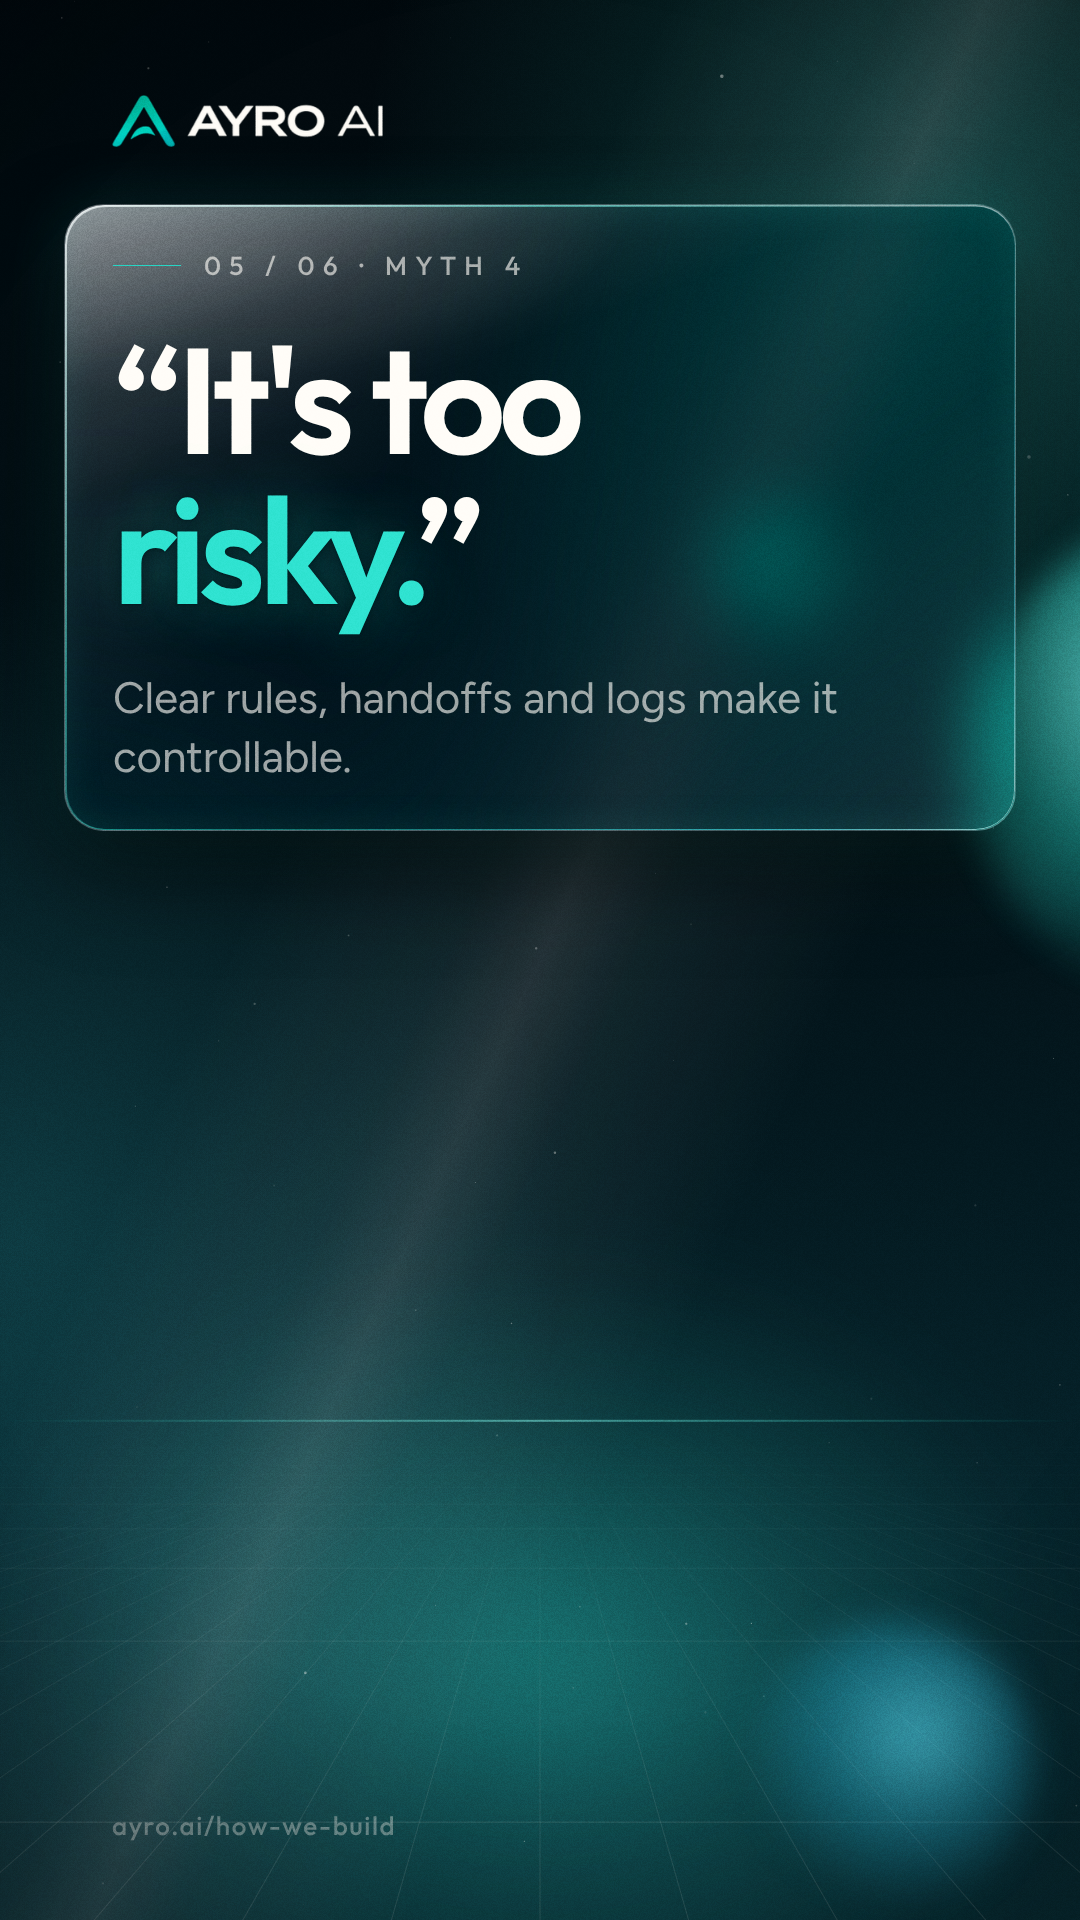 AYRO AI
05 / 06 · MYTH 4
“It's too
risky.”
Clear rules, handoffs and logs make it
controllable.
ayro.ai/how-we-build